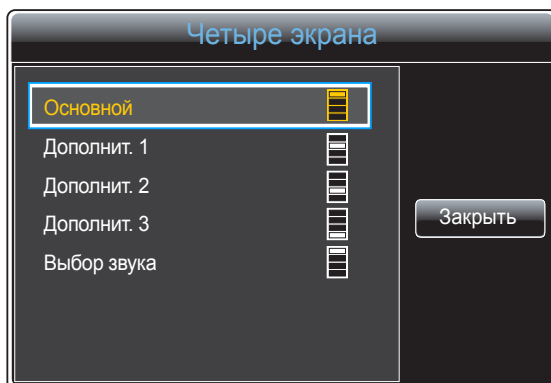 Четыре экрана
Основной
Дополнит. 1
Дополнит. 2
Дополнит. 3
Выбор звука
Закрыть